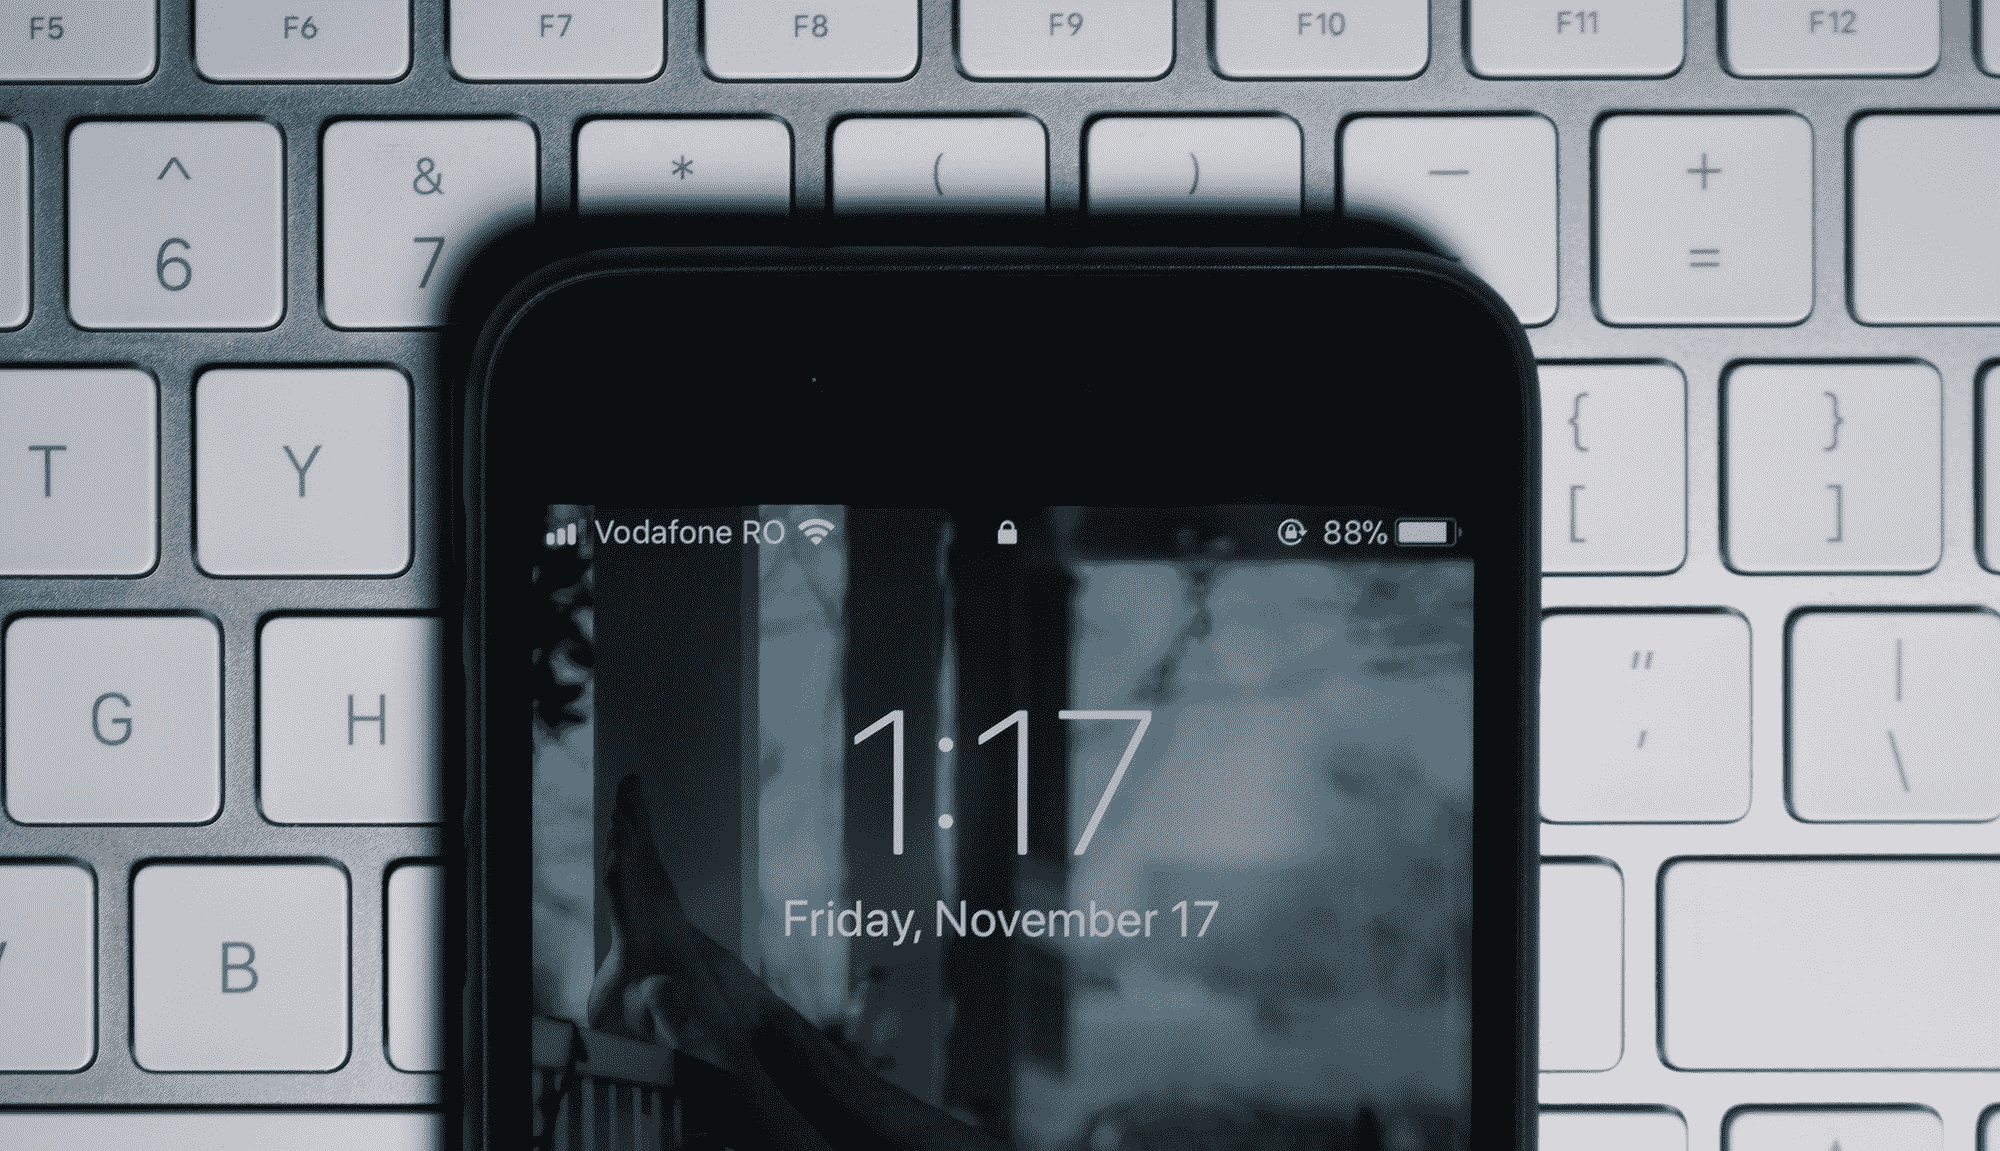 F5 F6 F7 F8 F9 F10 F11 F12
^ & * ( ) — +
6 7 =
T Y { }
[ ]
G H " |
' \
B
Vodafone RO 88%
1:17
Friday, November 17